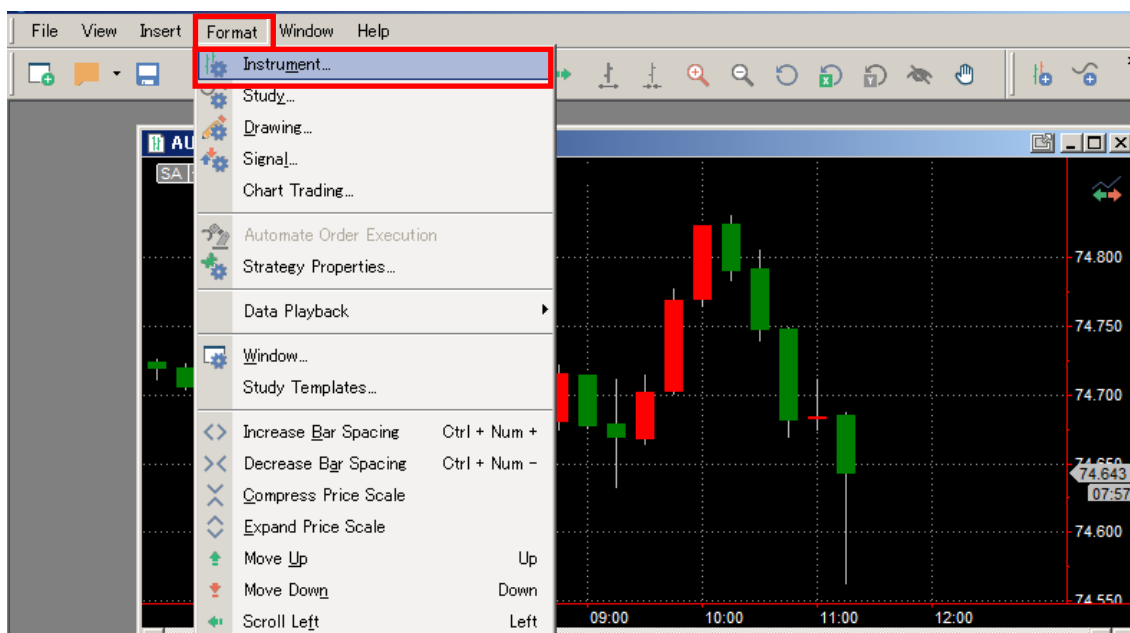 File View Insert Format Window Help
Instrument...
Study...
Drawing...
Signal...
Chart Trading...
Automate Order Execution
Strategy Properties...
Data Playback
Window...
Study Templates...
Increase Bar Spacing Ctrl + Num +
Decrease Bar Spacing Ctrl + Num -
Compress Price Scale
Expand Price Scale
Move Up Up
Move Down Down
Scroll Left Left
AU
SA
74.800
74.750
74.700
74.650
74.643
07:57
74.600
74.550
09:00 10:00 11:00 12:00